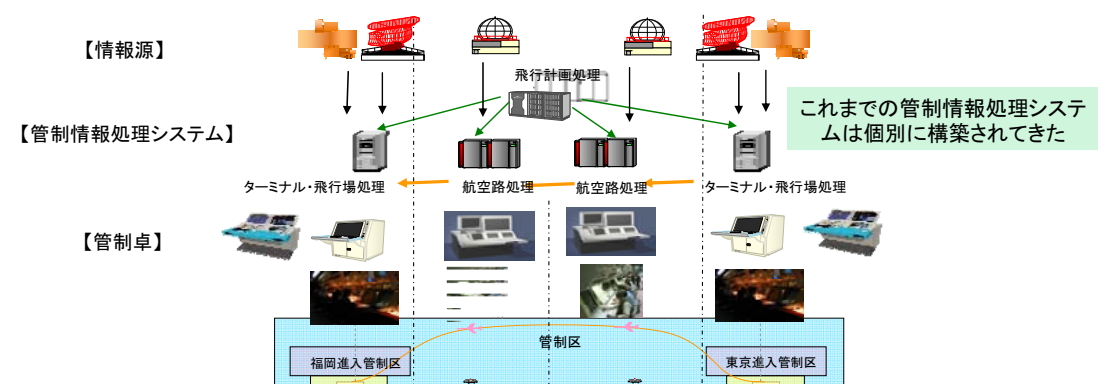 【情報源】
飛行計画処理
これまでの管制情報処理システ
ムは個別に構築されてきた
【管制情報処理システム】
ターミナル・飛行場処理
航空路処理
航空路処理
ターミナル・飛行場処理
【管制卓】
管制区
福岡進入管制区
東京進入管制区